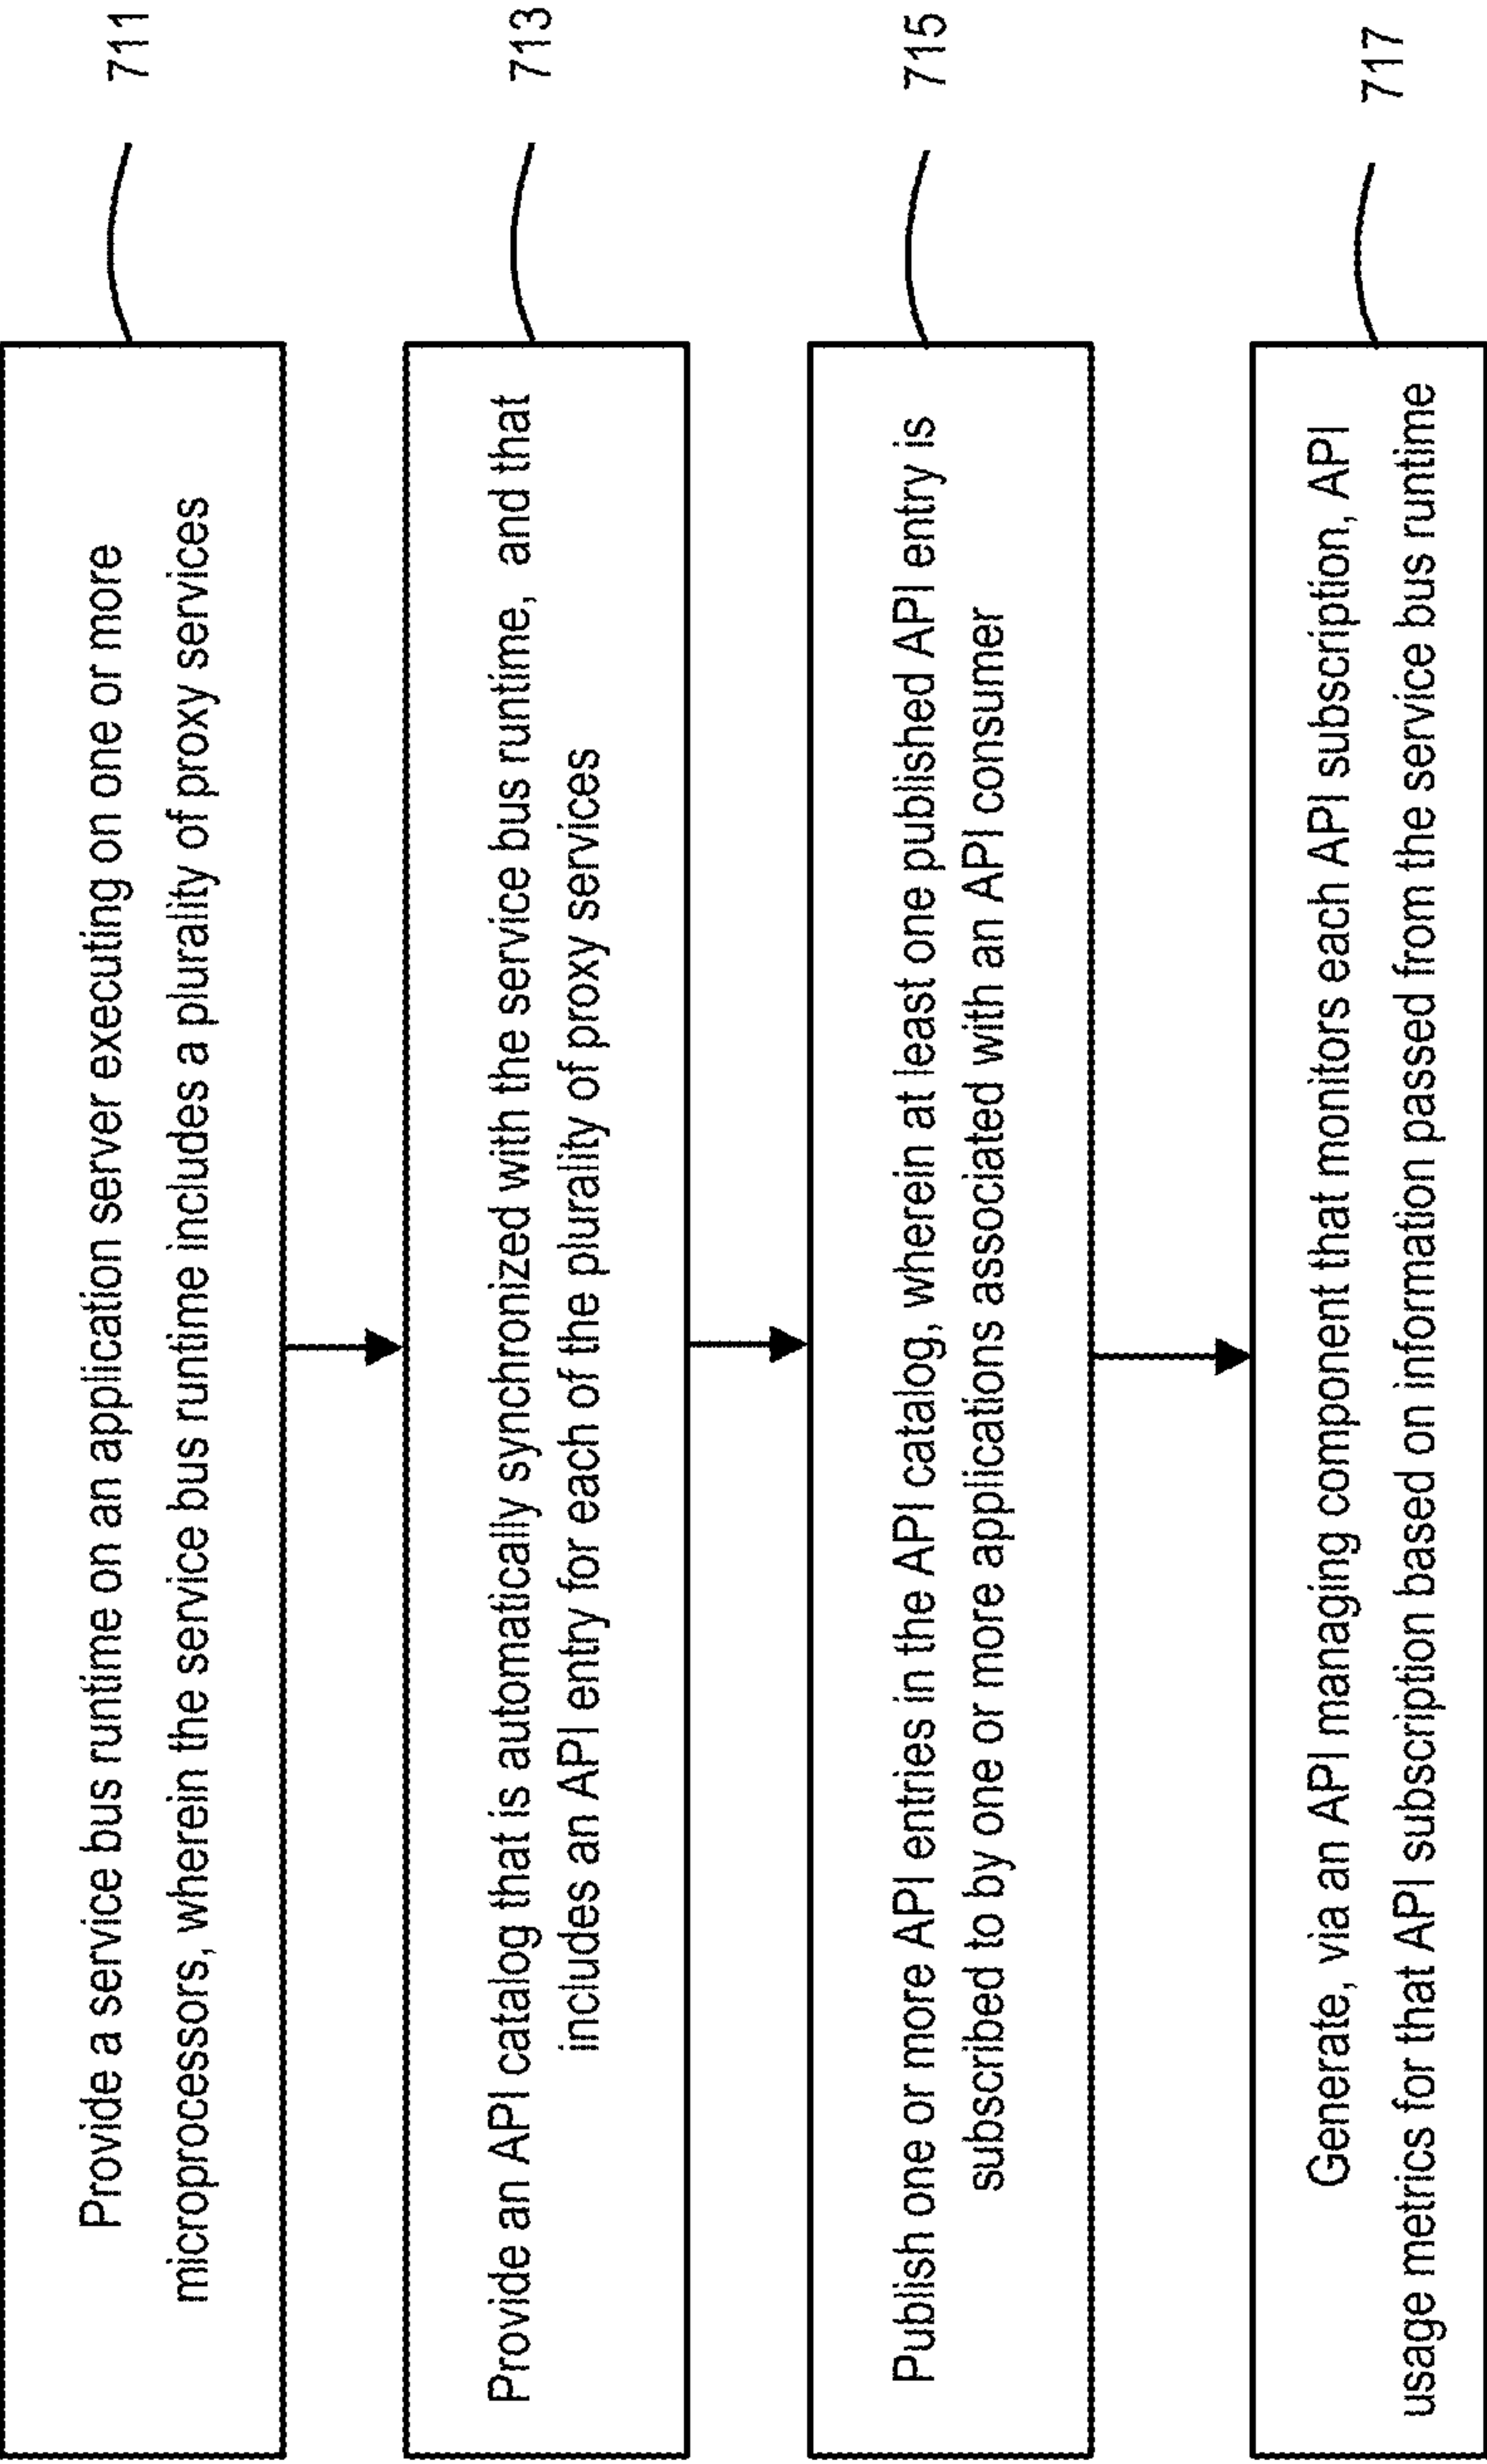 Provide a service bus runtime on an application server executing on one or more
microprocessors, wherein the service bus runtime includes a plurality of proxy services
711
Provide an API catalog that is automatically synchronized with the service bus runtime, and that
includes an API entry for each of the plurality of proxy services
713
Publish one or more API entries in the API catalog, wherein at least one published API entry is
subscribed to by one or more applications associated with an API consumer
715
Generate, via an API managing component that monitors each API subscription, API
usage metrics for that API subscription based on information passed from the service bus runtime
717